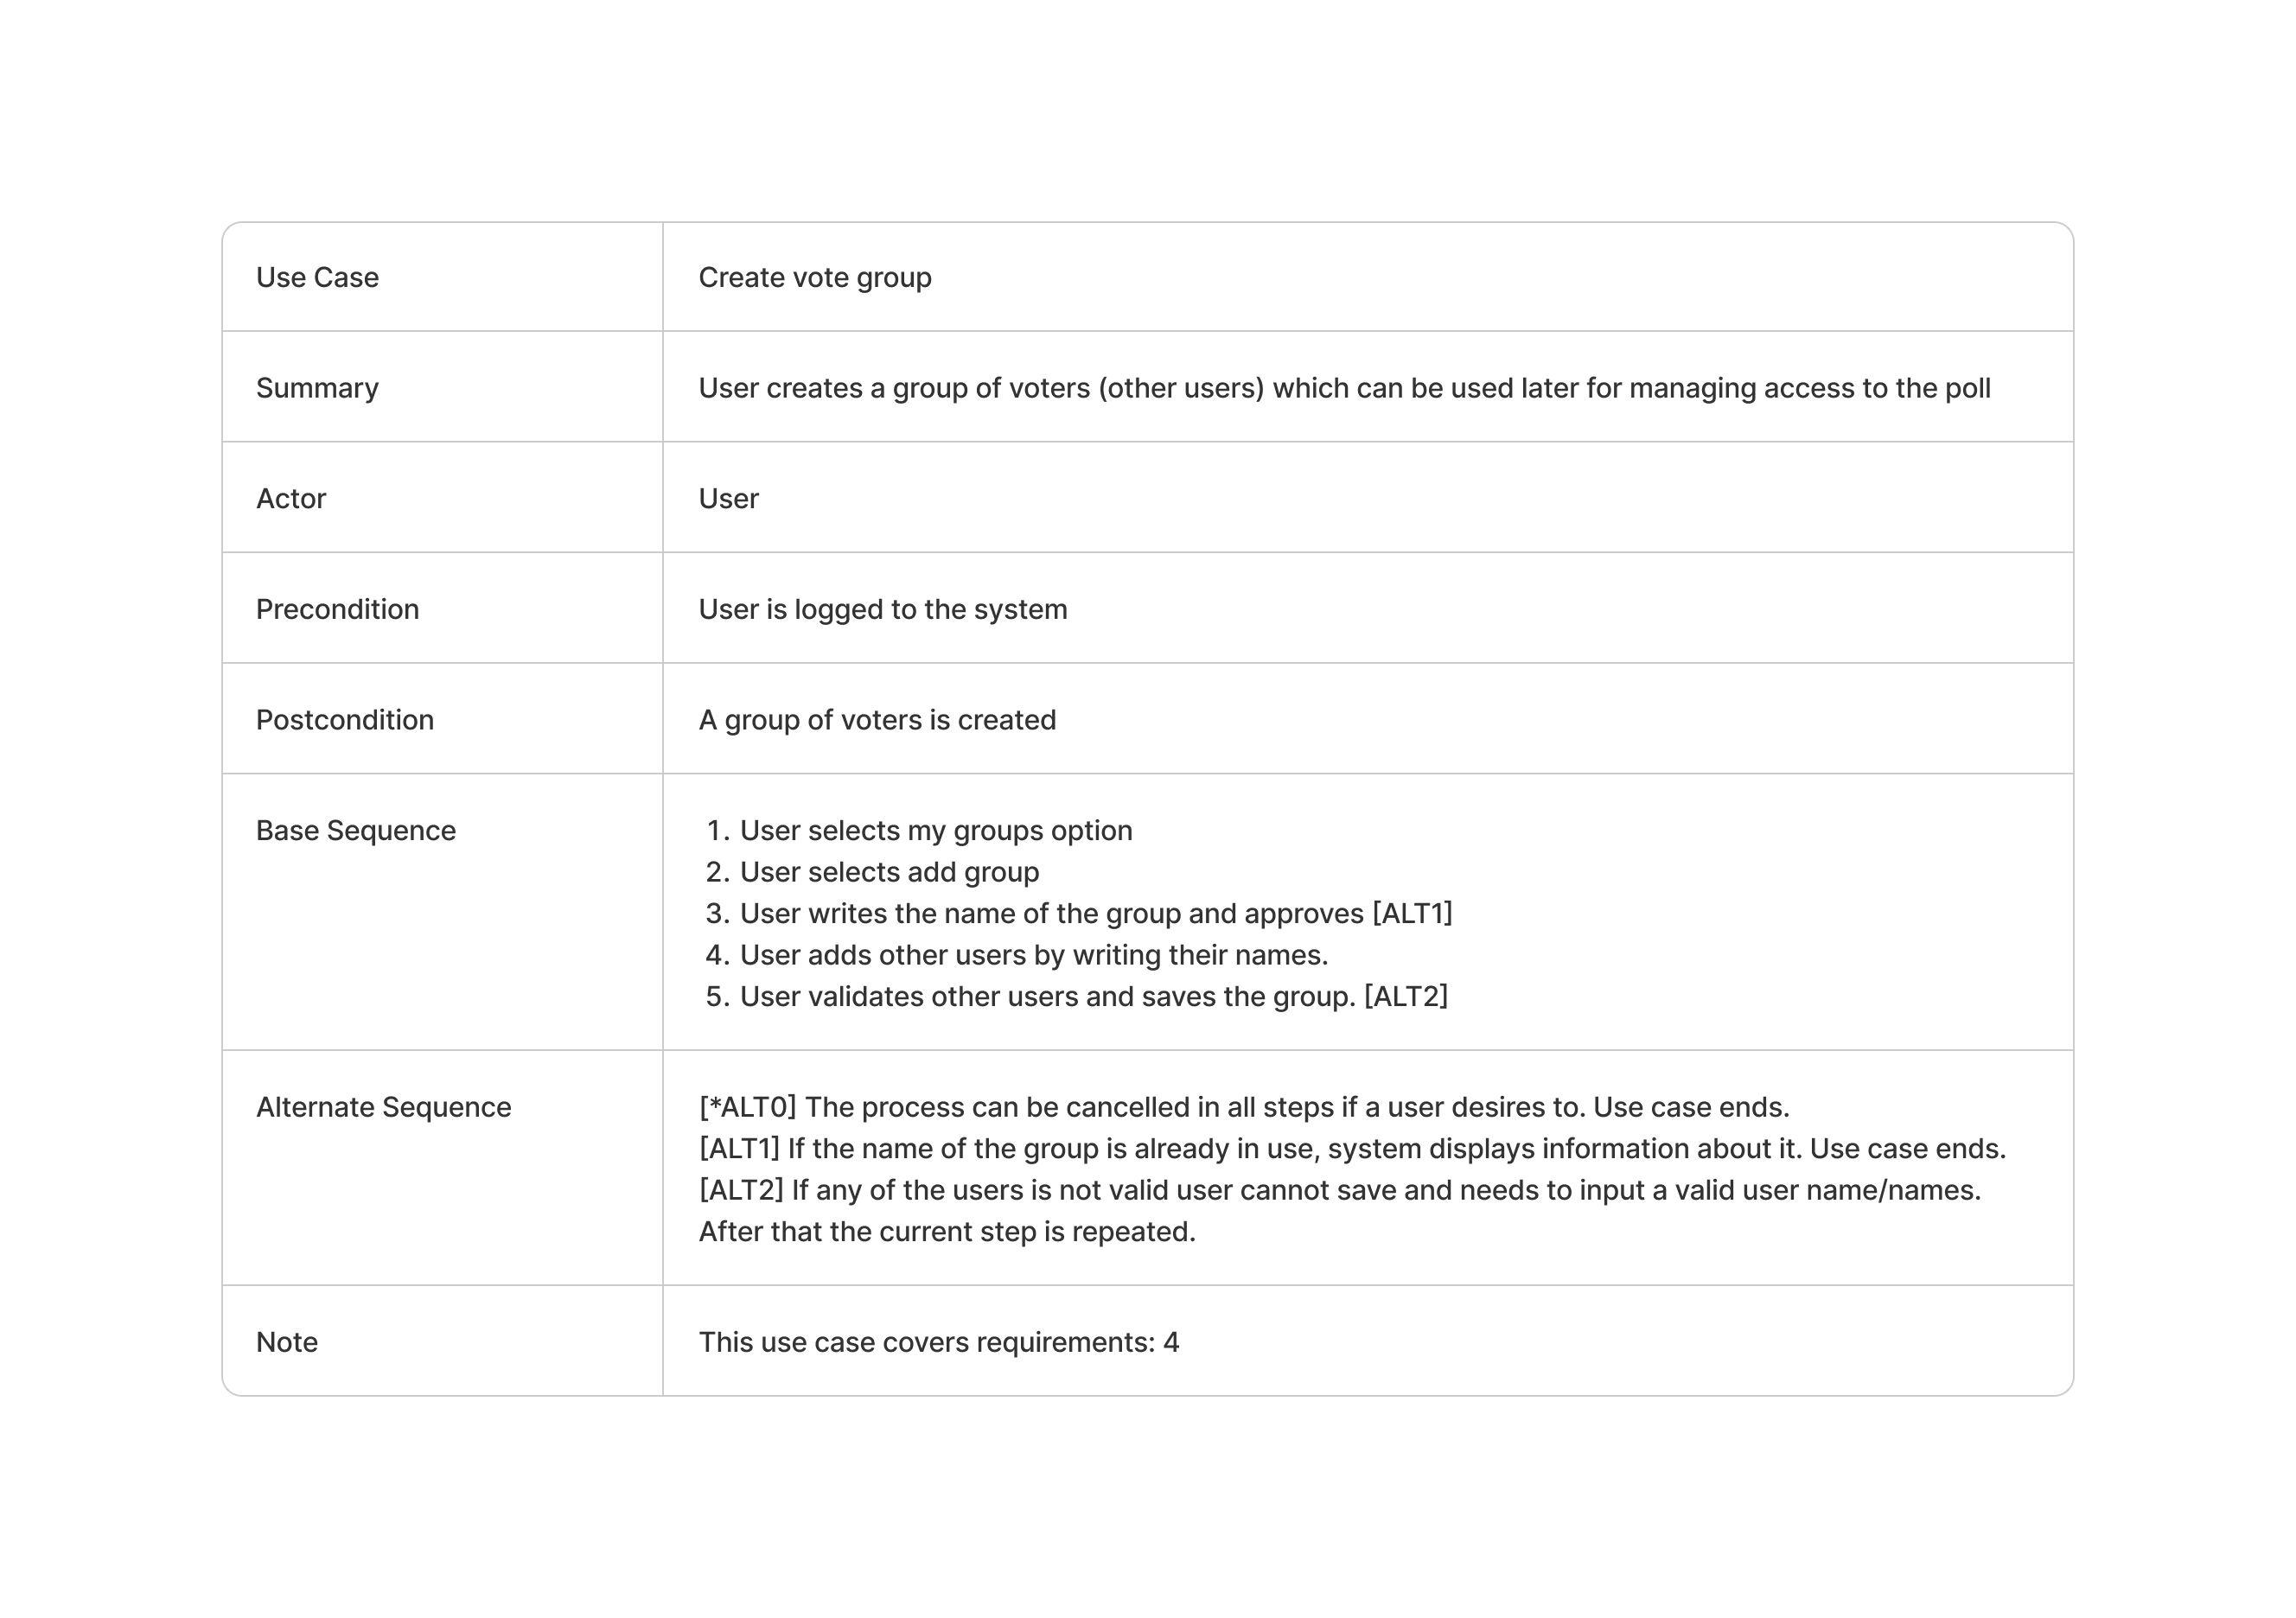 Use Case
Create vote group
Summary
User creates a group of voters (other users) which can be used later for managing access to the poll
Actor
User
Precondition
User is logged to the system
Postcondition
A group of voters is created
Base Sequence
1. User selects my groups option
2. User selects add group
3. User writes the name of the group and approves [ALT1]
4. User adds other users by writing their names.
5. User validates other users and saves the group. [ALT2]
Alternate Sequence
[*ALT0] The process can be cancelled in all steps if a user desires to. Use case ends.
[ALT1] If the name of the group is already in use, system displays information about it. Use case ends.
[ALT2] If any of the users is not valid user cannot save and needs to input a valid user name/names.
After that the current step is repeated.
Note
This use case covers requirements: 4